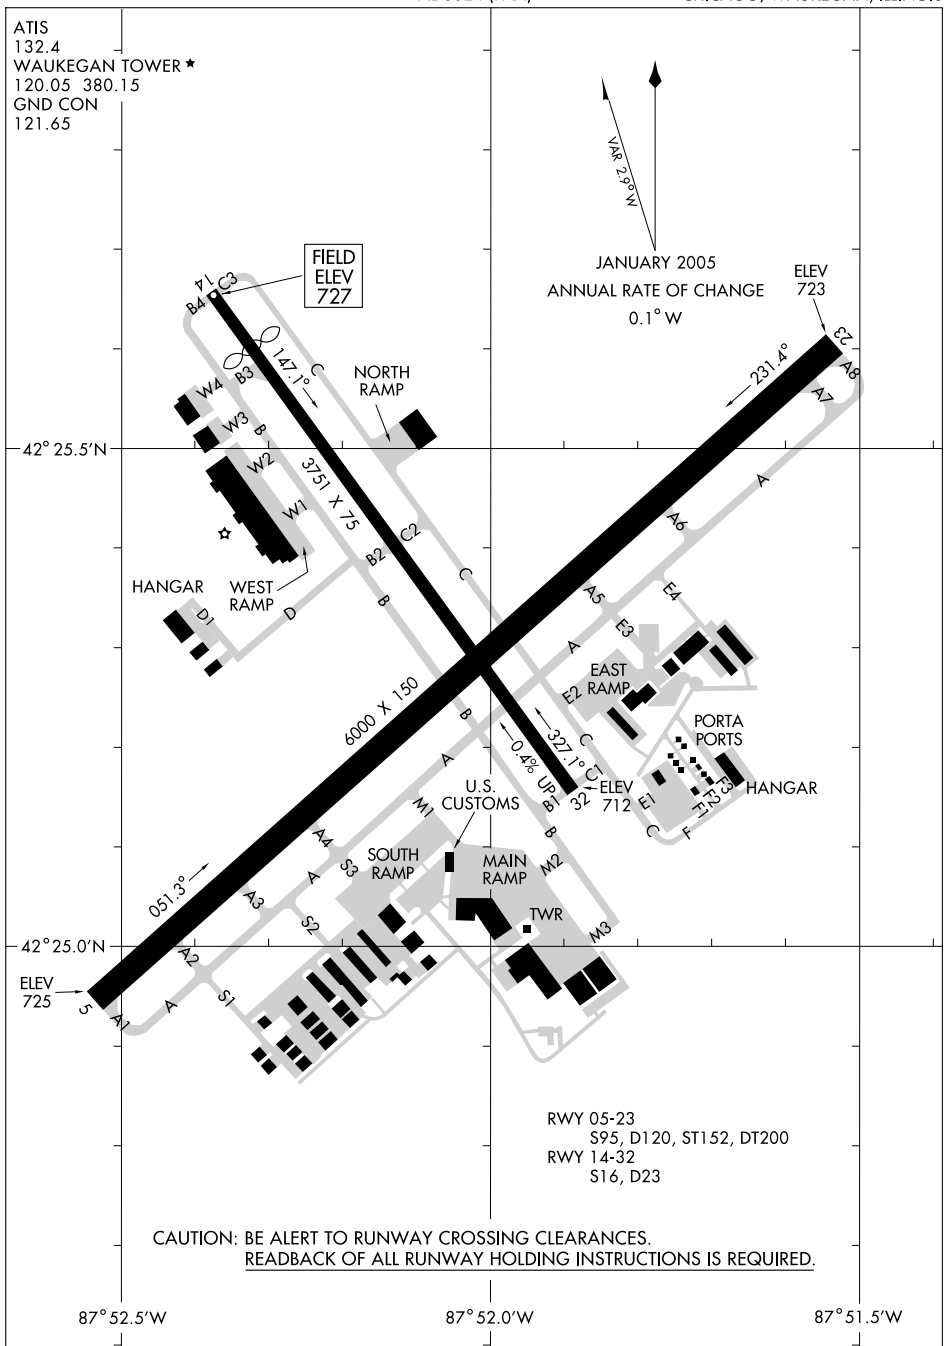 ATIS
132.4
WAUKEGAN TOWER ★
120.05 380.15
GND CON
121.65
VAR 2.9° W
JANUARY 2005
ANNUAL RATE OF CHANGE
0.1° W
FIELD
ELEV
727
ELEV
723
14
C3
B4
23
A8
A7
231.4°
147.1°
C
NORTH
RAMP
B3
W4
W3
B
W2
W1
42° 25.5'N
3751 X 75
A
A6
C2
B2
WEST
RAMP
HANGAR
D1
D
B
C
A5
E4
E3
A
EAST
RAMP
E2
6000 X 150
B
C
PORTA
PORTS
A
0.4% UP
327.1°
C1
U.S.
CUSTOMS
B1
32
ELEV
712
E1
F1
F2
F3
HANGAR
M1
C
F
B
A4
S3
SOUTH
RAMP
MAIN
RAMP
M2
051.3°
A3
A
S2
TWR
M3
42° 25.0'N
A2
ELEV
725
5
A1
A
S1
RWY 05-23
S95, D120, ST152, DT200
RWY 14-32
S16, D23
CAUTION: BE ALERT TO RUNWAY CROSSING CLEARANCES.
READBACK OF ALL RUNWAY HOLDING INSTRUCTIONS IS REQUIRED.
87° 52.5'W
87° 52.0'W
87° 51.5'W